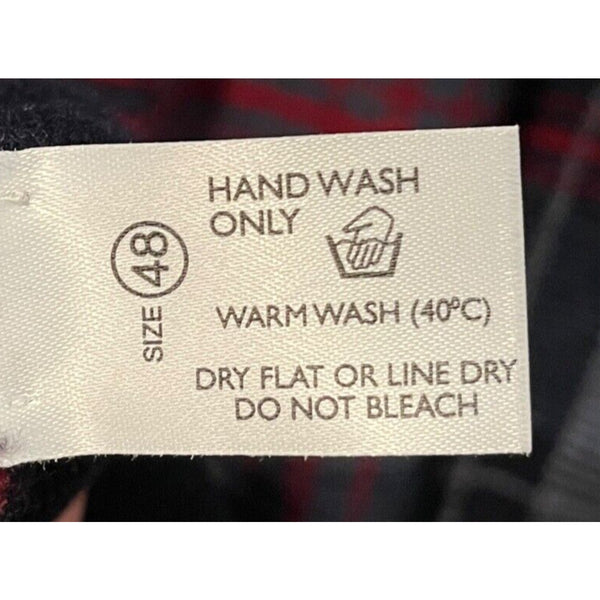 HAND WASH
ONLY
WARM WASH (40°C)
DRY FLAT OR LINE DRY
DO NOT BLEACH
SIZE 48